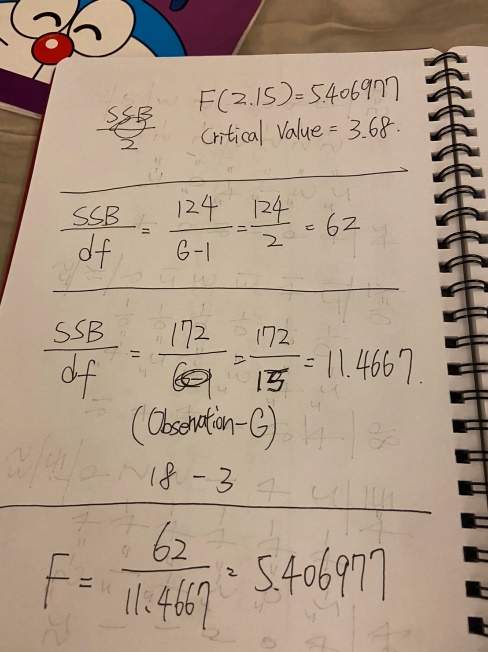 SSB
2
F(2.15)=5.406977
Critical Value = 3.68.
SSB/df = 124/G-1 = 124/2 = 62
SSB/df = 172/G = 172/15 = 11.4667.
(Observation-G)
18 - 3
F = 62/11.4667 = 5.406977